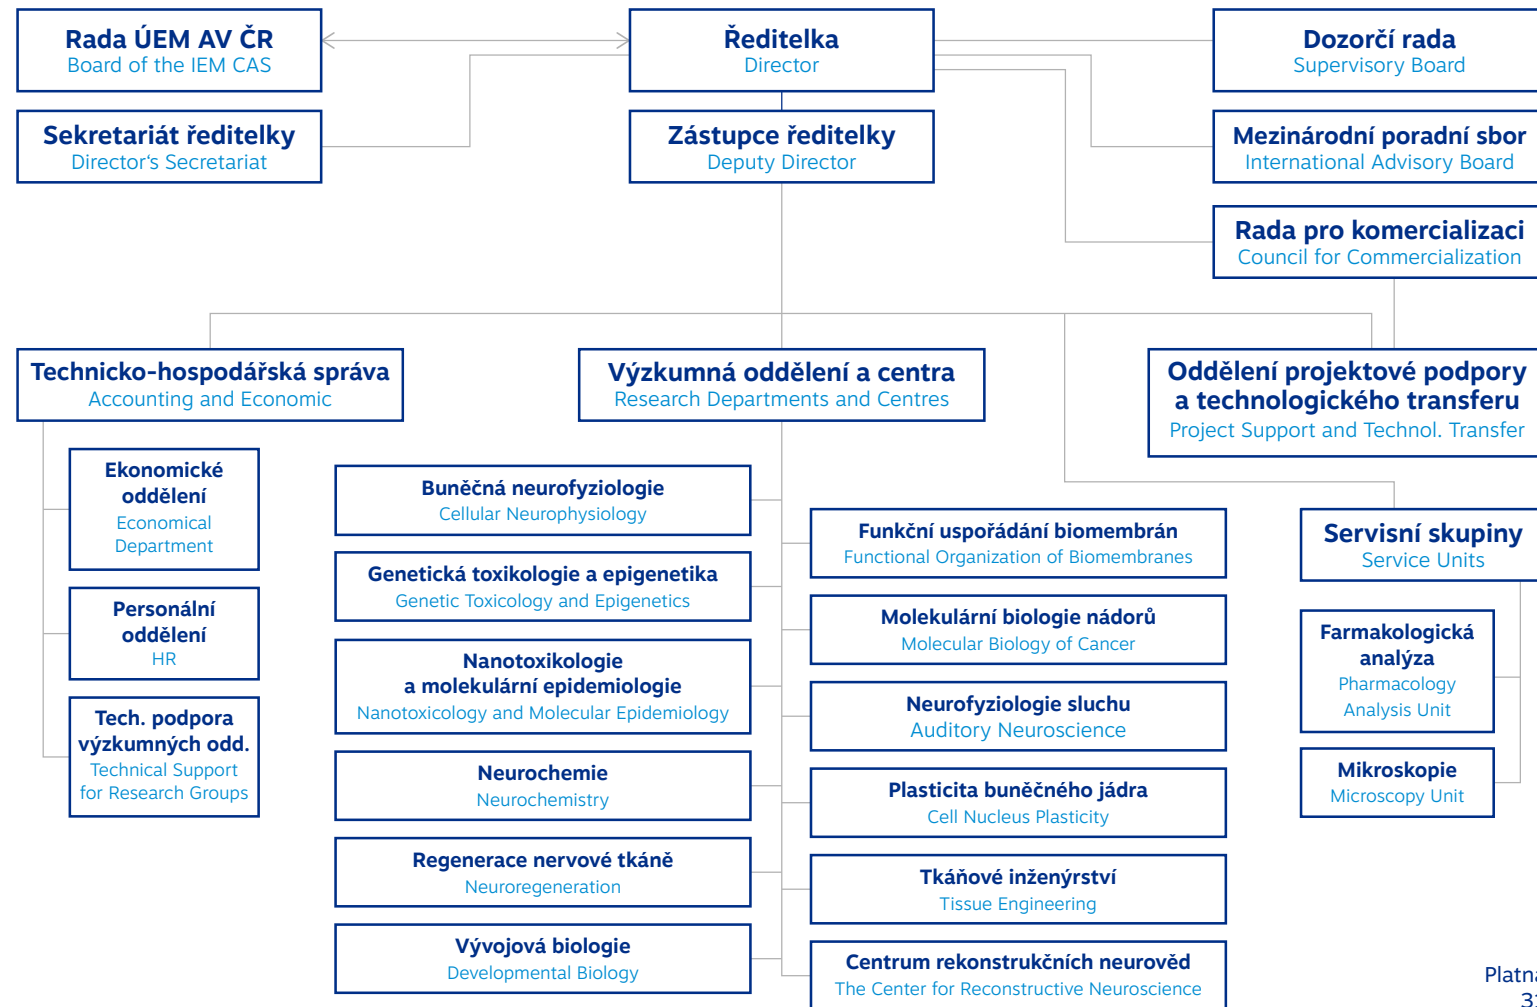 Rada ÚEM AV ČR
Board of the IEM CAS
Ředitelka
Director
Dozorčí rada
Supervisory Board
Sekretariát ředitelky
Director‘s Secretariat
Zástupce ředitelky
Deputy Director
Mezinárodní poradní sbor
International Advisory Board
Rada pro komercializaci
Council for Commercialization
Technicko-hospodářská správa
Accounting and Economic
Výzkumná oddělení a centra
Research Departments and Centres
Oddělení projektové podpory
a technologického transferu
Project Support and Technol. Transfer
Ekonomické
oddělení
Economical
Department
Personální
oddělení
HR
Tech. podpora
výzkumných odd.
Technical Support
for Research Groups
Buněčná neurofyziologie
Cellular Neurophysiology
Genetická toxikologie a epigenetika
Genetic Toxicology and Epigenetics
Nanotoxikologie
a molekulární epidemiologie
Nanotoxicology and Molecular Epidemiology
Neurochemie
Neurochemistry
Regenerace nervové tkáně
Neuroregeneration
Vývojová biologie
Developmental Biology
Funkční uspořádání biomembrán
Functional Organization of Biomembranes
Molekulární biologie nádorů
Molecular Biology of Cancer
Neurofyziologie sluchu
Auditory Neuroscience
Plasticita buněčného jádra
Cell Nucleus Plasticity
Tkáňové inženýrství
Tissue Engineering
Centrum rekonstrukčních neurověd
The Center for Reconstructive Neuroscience
Servisní skupiny
Service Units
Farmakologická
analýza
Pharmacology
Analysis Unit
Mikroskopie
Microscopy Unit